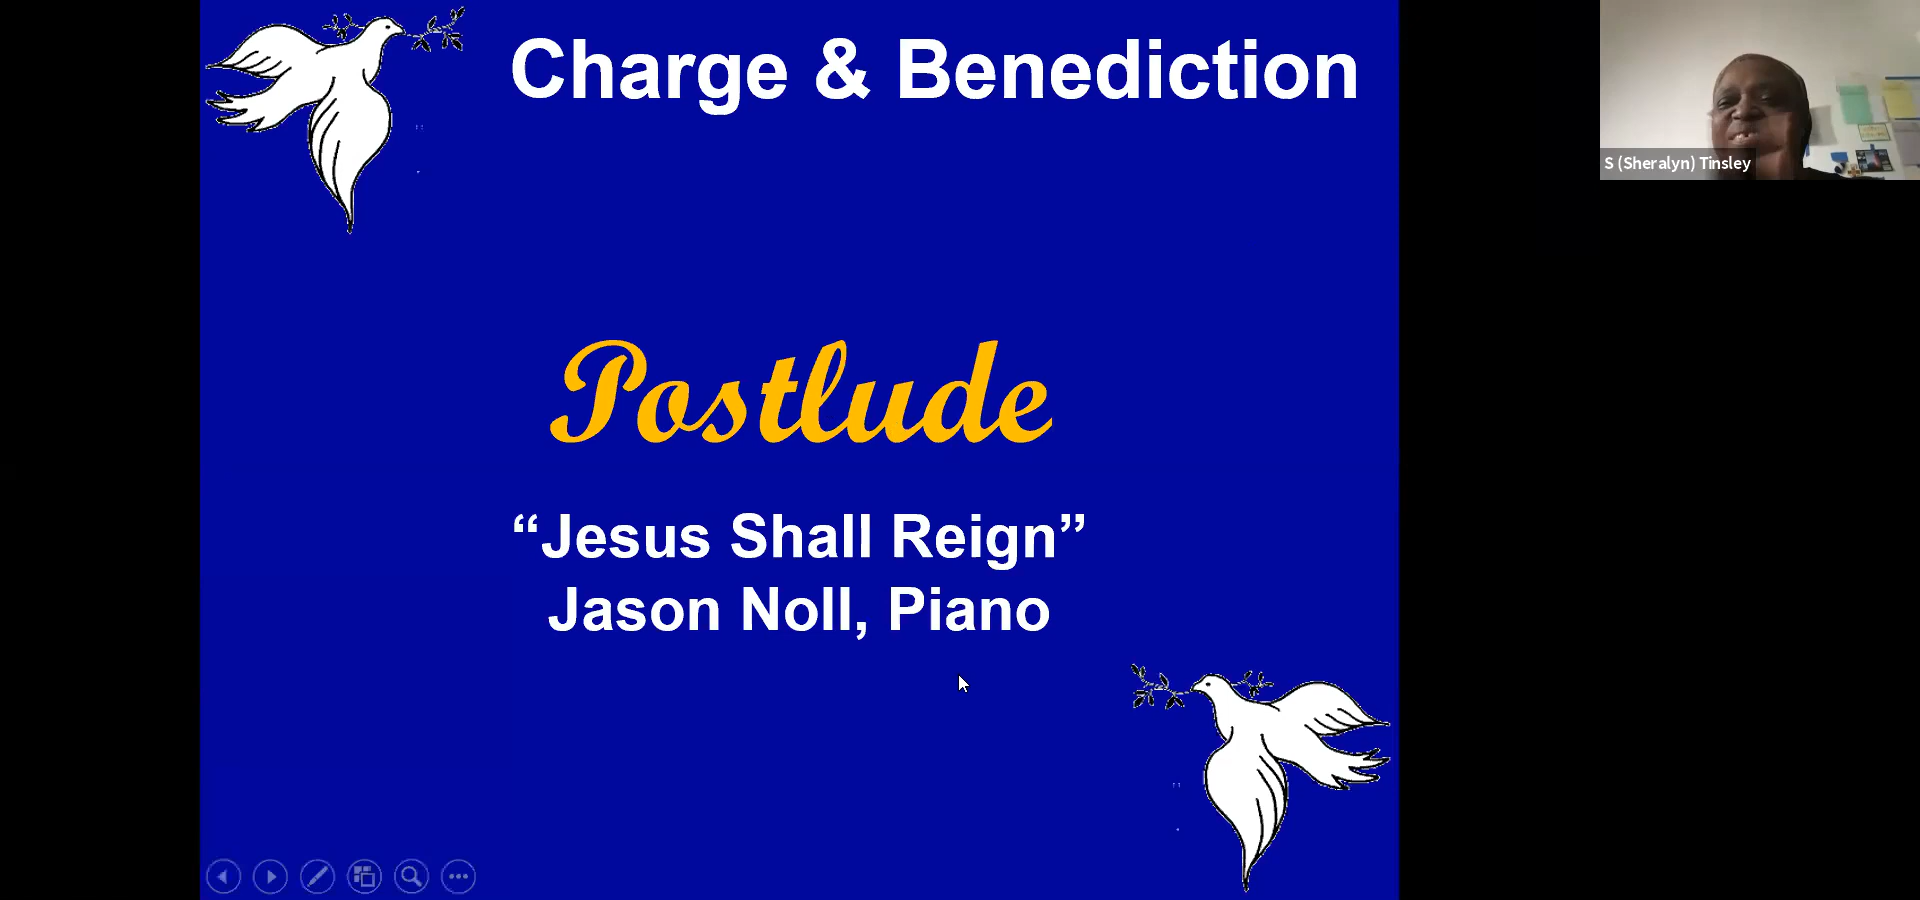 Charge & Benediction
S (Sheralyn) Tinsley
Postlude
“Jesus Shall Reign”
Jason Noll, Piano